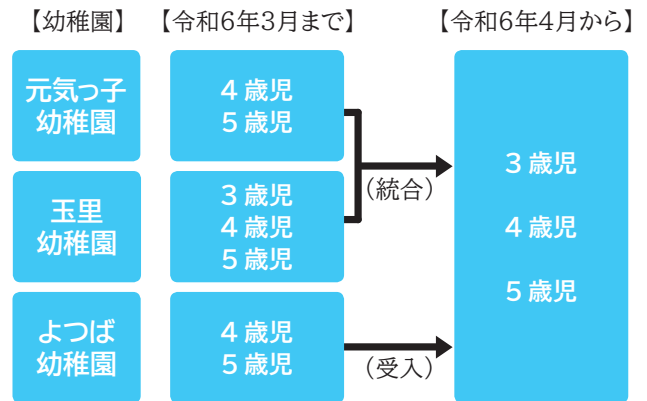 【幼稚園】
【令和6年3月まで】
【令和6年4月から】
元気っ子
幼稚園
4歳児
5歳児
玉里
幼稚園
3歳児
4歳児
5歳児
よつば
幼稚園
4歳児
5歳児
(統合)
(受入)
3歳児
4歳児
5歳児